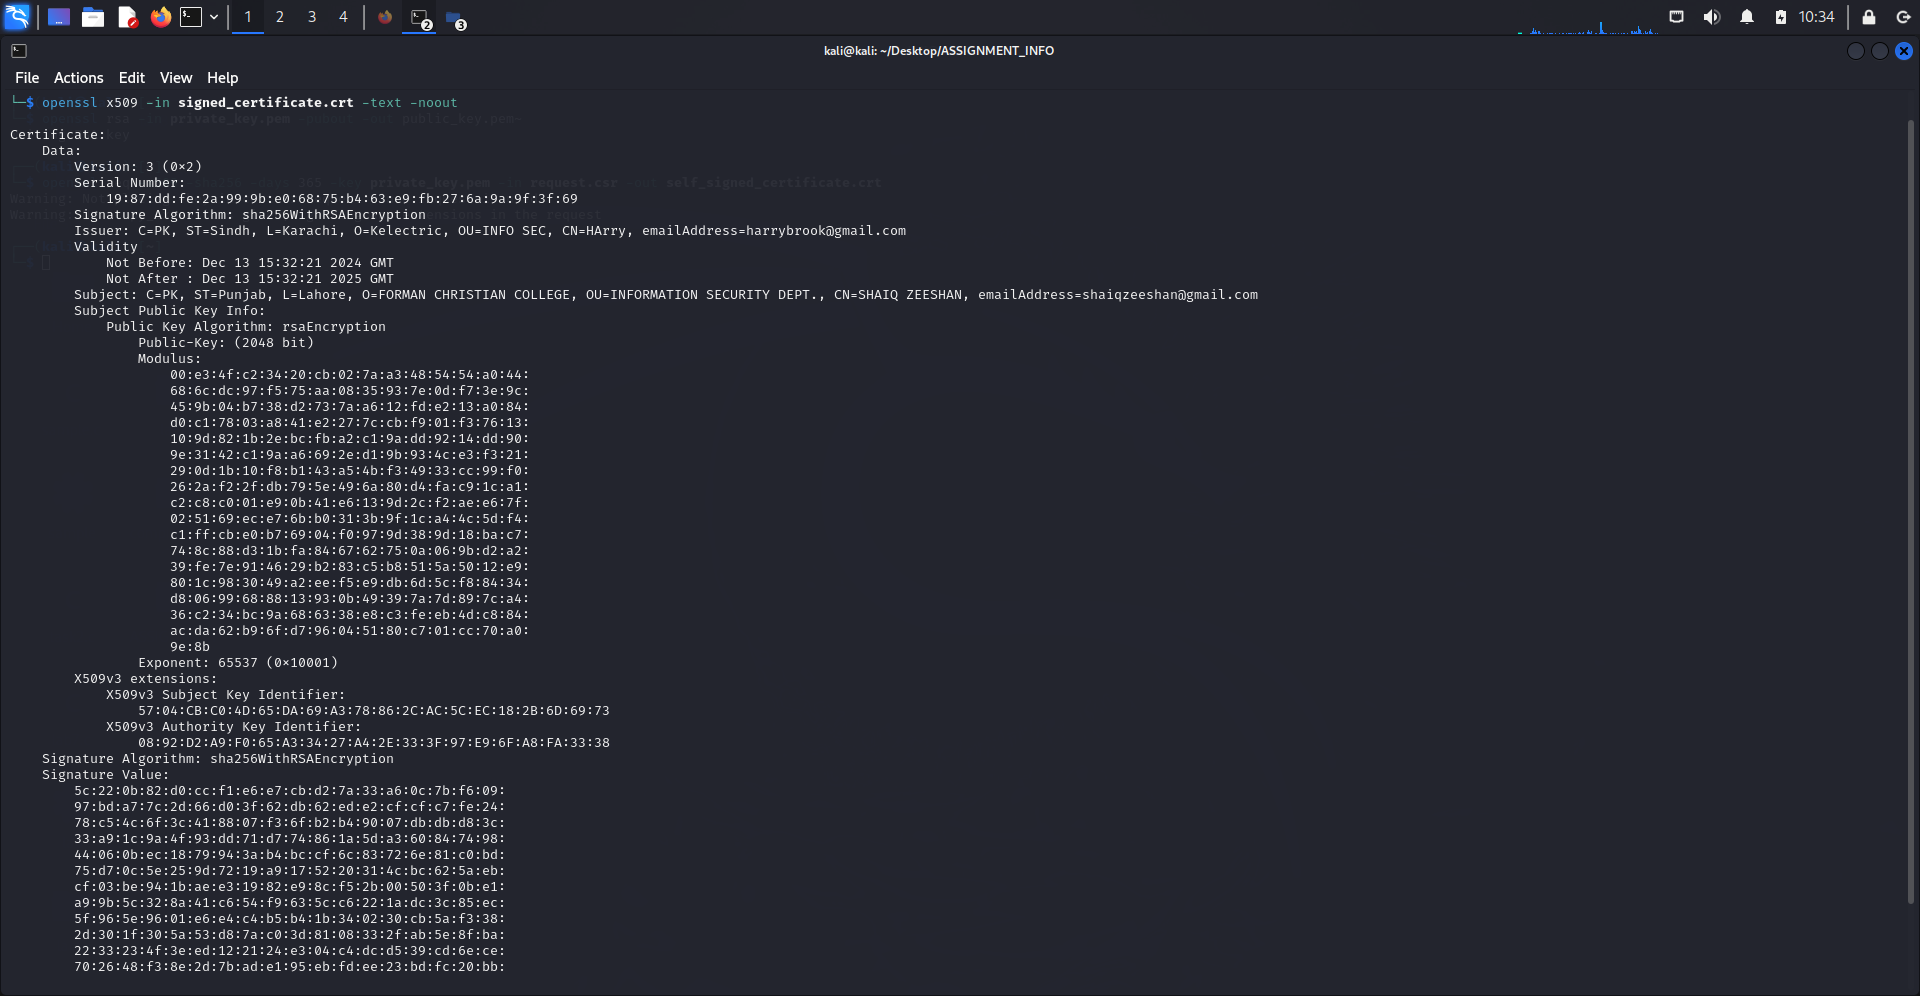 1 2 3 4 2 3 10:34
kali@kali: ~/Desktop/ASSIGNMENT_INFO
File Actions Edit View Help
└─$ openssl x509 -in signed_certificate.crt -text -noout
Certificate:
Data:
Version: 3 (0×2)
Serial Number:
19:87:dd:fe:2a:99:9b:e0:68:75:b4:63:e9:fb:27:6a:9a:9f:3f:69
Signature Algorithm: sha256WithRSAEncryption
Issuer: C=PK, ST=Sindh, L=Karachi, O=Kelectric, OU=INFO SEC, CN=HArry, emailAddress=harrybrook@gmail.com
Validity
Not Before: Dec 13 15:32:21 2024 GMT
Not After : Dec 13 15:32:21 2025 GMT
Subject: C=PK, ST=Punjab, L=Lahore, O=FORMAN CHRISTIAN COLLEGE, OU=INFORMATION SECURITY DEPT., CN=SHAIQ ZEESHAN, emailAddress=shaiqzeeshan@gmail.com
Subject Public Key Info:
Public Key Algorithm: rsaEncryption
Public-Key: (2048 bit)
Modulus:
00:e3:4f:c2:34:20:cb:02:7a:a3:48:54:54:a0:44:
68:6c:dc:97:f5:75:aa:08:35:93:7e:0d:f7:3e:9c:
45:9b:04:b7:38:d2:73:7a:a6:12:fd:e2:13:a0:84:
d0:c1:78:03:a8:41:e2:27:7c:cb:f9:01:f3:76:13:
10:9d:82:1b:2e:bc:fb:a2:c1:9a:dd:92:14:dd:90:
9e:31:42:c1:9a:a6:69:2e:d1:9b:93:4c:e3:f3:21:
29:0d:1b:10:f8:b1:43:a5:4b:f3:49:33:cc:99:f0:
26:2a:f2:2f:db:79:5e:49:6a:80:d4:fa:c9:1c:a1:
c2:c8:c0:01:e9:0b:41:e6:13:9d:2c:f2:ae:e6:7f:
02:51:69:ec:e7:6b:b0:31:3b:9f:1c:a4:4c:5d:f4:
c1:ff:cb:e0:b7:69:04:f0:97:9d:38:9d:18:ba:c7:
74:8c:88:d3:1b:fa:84:67:62:75:0a:06:9b:d2:a2:
39:fe:7e:91:46:29:b2:83:c5:b8:51:5a:50:12:e9:
80:1c:98:30:49:a2:ee:f5:e9:db:6d:5c:f8:84:34:
d8:06:99:68:88:13:93:0b:49:39:7a:7d:89:7c:a4:
36:c2:34:bc:9a:68:63:38:e8:c3:fe:eb:4d:c8:84:
ac:da:62:b9:6f:d7:96:04:51:80:c7:01:cc:70:a0:
9e:8b
Exponent: 65537 (0×10001)
X509v3 extensions:
X509v3 Subject Key Identifier:
57:04:CB:C0:4D:65:DA:69:A3:78:86:2C:AC:5C:EC:18:2B:6D:69:73
X509v3 Authority Key Identifier:
08:92:D2:A9:F0:65:A3:34:27:A4:2E:33:3F:97:E9:6F:A8:FA:33:38
Signature Algorithm: sha256WithRSAEncryption
Signature Value:
5c:22:0b:82:d0:cc:f1:e6:e7:cb:d2:7a:33:a6:0c:7b:f6:09:
97:bd:a7:7c:2d:66:d0:3f:62:db:62:ed:e2:cf:cf:c7:fe:24:
78:c5:4c:6f:3c:41:88:07:f3:6f:b2:b4:90:07:db:db:d8:3c:
33:a9:1c:9a:4f:93:dd:71:d7:74:86:1a:5d:a3:60:84:74:98:
44:06:0b:ec:18:79:94:3a:b4:bc:cf:6c:83:72:6e:81:c0:bd:
75:d7:0c:5e:25:9d:72:19:a9:17:52:20:31:4c:bc:62:5a:eb:
cf:03:be:94:1b:ae:e3:19:82:e9:8c:f5:2b:00:50:3f:0b:e1:
a9:9b:5c:32:8a:41:c6:54:f9:63:5c:c6:22:1a:dc:3c:85:ec:
5f:96:5e:96:01:e6:e4:c4:b5:b4:1b:34:02:30:cb:5a:f3:38:
2d:30:1f:30:5a:53:d8:7a:c0:3d:81:08:33:2f:ab:5e:8f:ba:
22:33:23:4f:3e:ed:12:21:24:e3:04:c4:dc:d5:39:cd:6e:ce:
70:26:48:f3:8e:2d:7b:ad:e1:95:eb:fd:ee:23:bd:fc:20:bb: